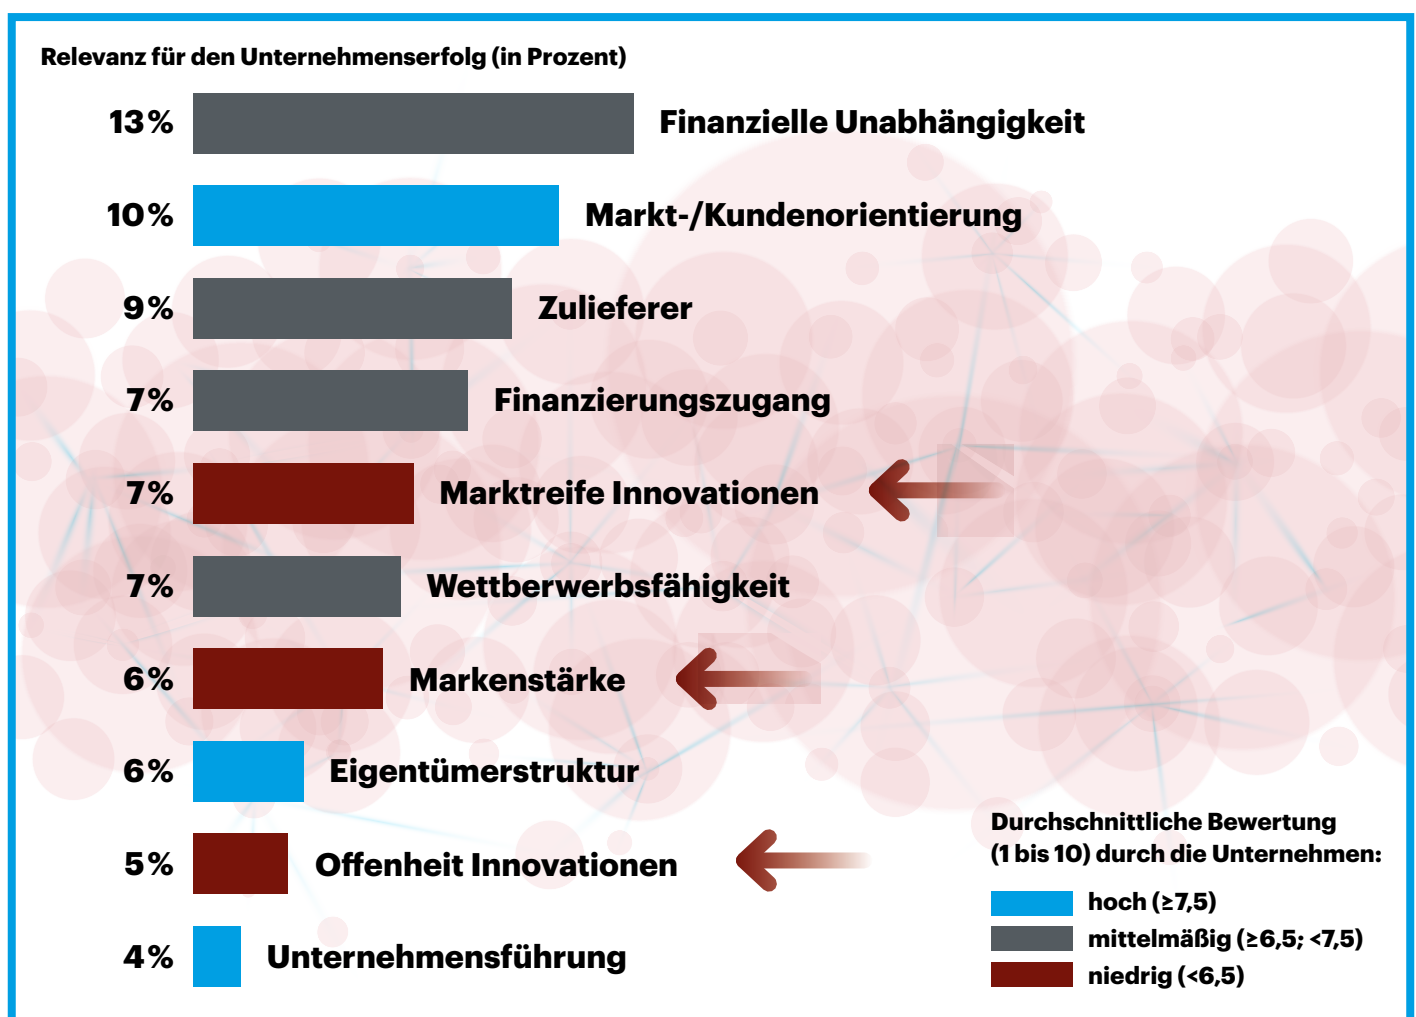 Relevanz für den Unternehmenserfolg (in Prozent)
13% Finanzielle Unabhängigkeit
10% Markt-/Kundenorientierung
9% Zulieferer
7% Finanzierungszugang
7% Marktreife Innovationen
7% Wettberwerbsfähigkeit
6% Markenstärke
6% Eigentümerstruktur
5% Offenheit Innovationen
4% Unternehmensführung
Durchschnittliche Bewertung
(1 bis 10) durch die Unternehmen:
hoch (≥7,5)
mittelmäßig (≥6,5; <7,5)
niedrig (<6,5)